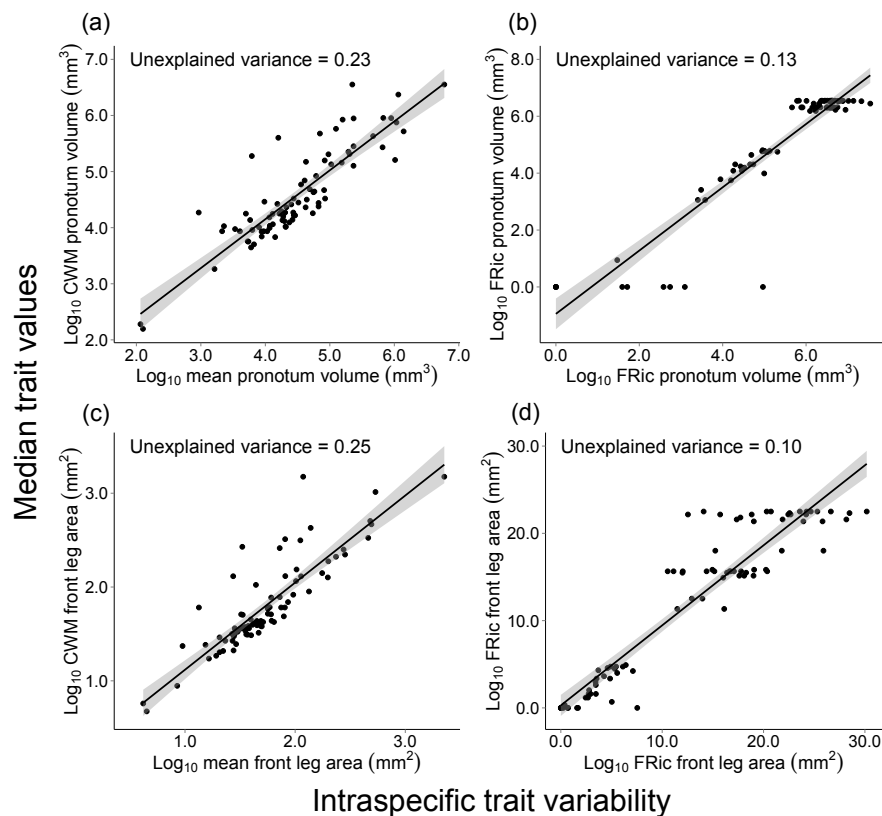 (a)
Unexplained variance = 0.23
7.0
6.0
5.0
4.0
3.0
2.0
2.0 3.0 4.0 5.0 6.0 7.0
Log₁₀ CWM pronotum volume (mm³)
Log₁₀ mean pronotum volume (mm³)
(b)
Unexplained variance = 0.13
8.0
6.0
4.0
2.0
0.0
0.0 2.0 4.0 6.0
Log₁₀ FRic pronotum volume (mm³)
Log₁₀ FRic pronotum volume (mm³)
(c)
Unexplained variance = 0.25
3.0
2.0
1.0
1.0 2.0 3.0
Log₁₀ CWM front leg area (mm²)
Log₁₀ mean front leg area (mm²)
(d)
Unexplained variance = 0.10
30.0
20.0
10.0
0.0
0.0 10.0 20.0 30.0
Log₁₀ FRic front leg area (mm²)
Log₁₀ FRic front leg area (mm²)
Median trait values
Intraspecific trait variability